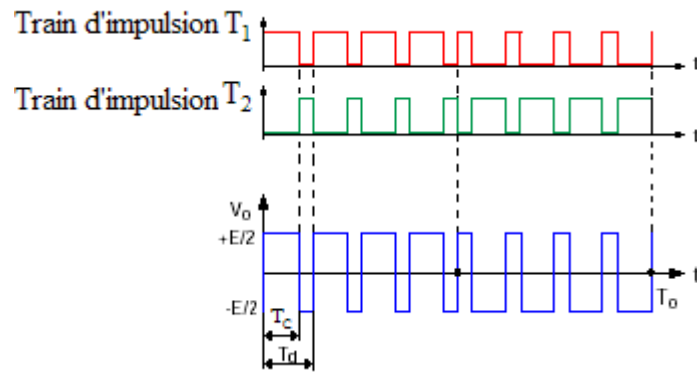 Train d'impulsion T1
t
Train d'impulsion T2
t
Vo
+E/2
t
To
-E/2
Tc
Td